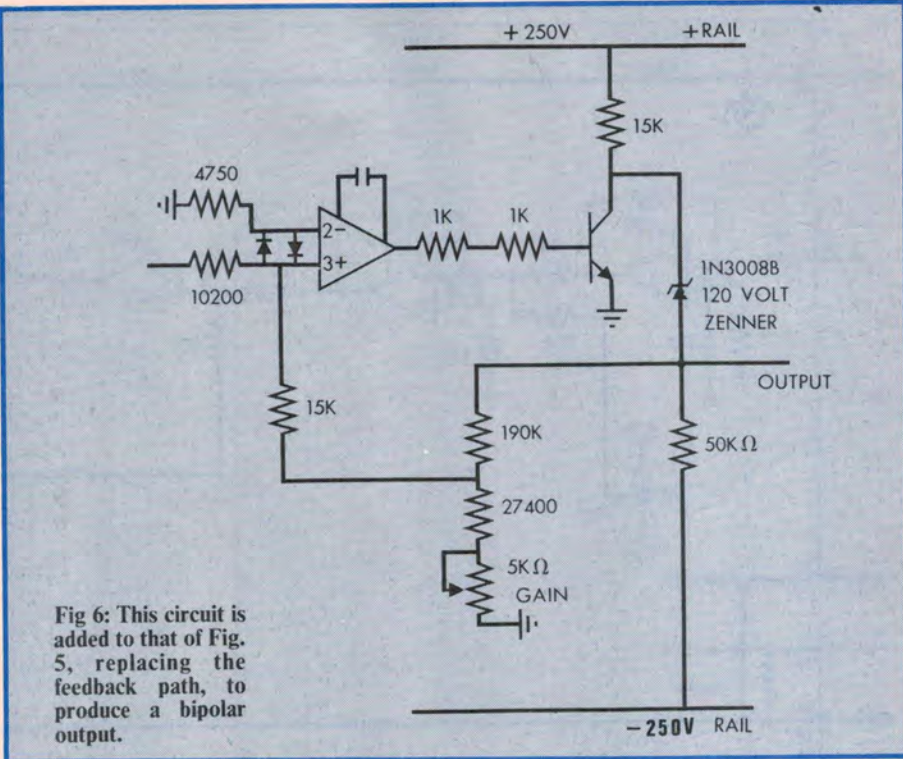 +250V
+RAIL
15K
4750
2-
3+
1K
1K
10200
1N3008B
120 VOLT
ZENNER
OUTPUT
15K
190K
50KΩ
27400
5KΩ
GAIN
Fig 6: This circuit is
added to that of Fig.
5, replacing the
feedback path, to
produce a bipolar
output.
-250V RAIL